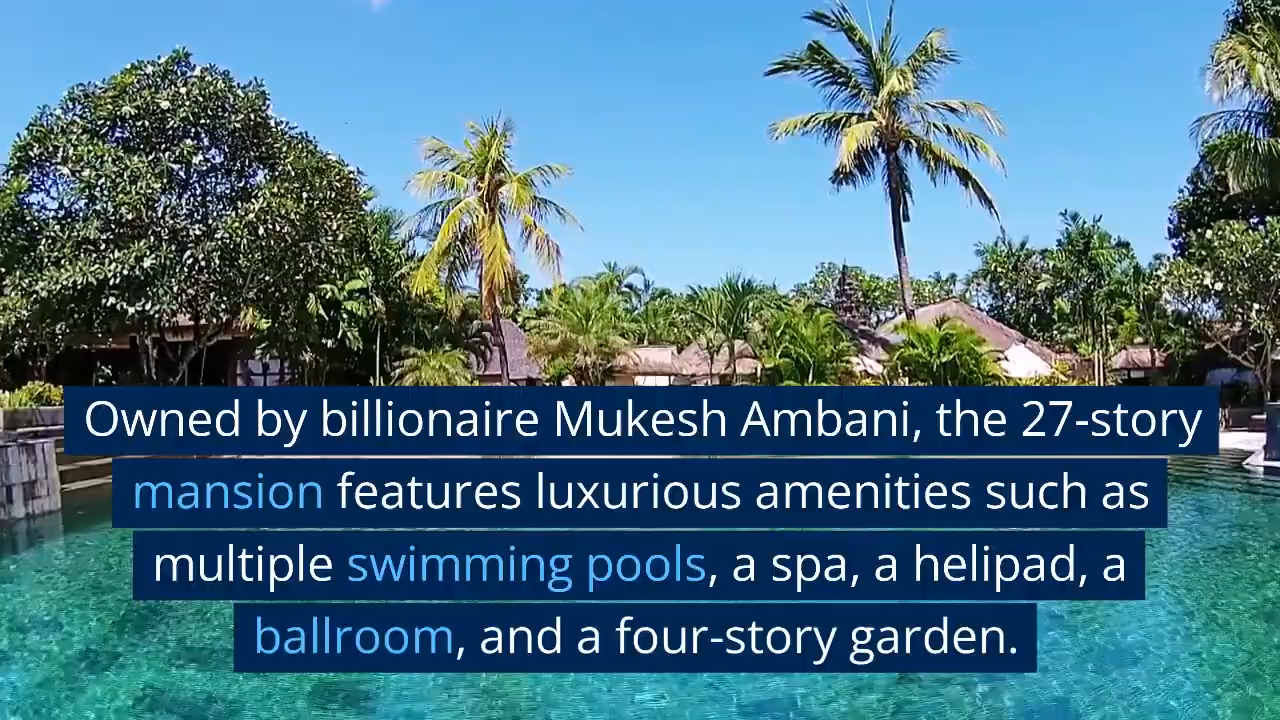 Owned by billionaire Mukesh Ambani, the 27-story
mansion features luxurious amenities such as
multiple swimming pools, a spa, a helipad, a
ballroom, and a four-story garden.